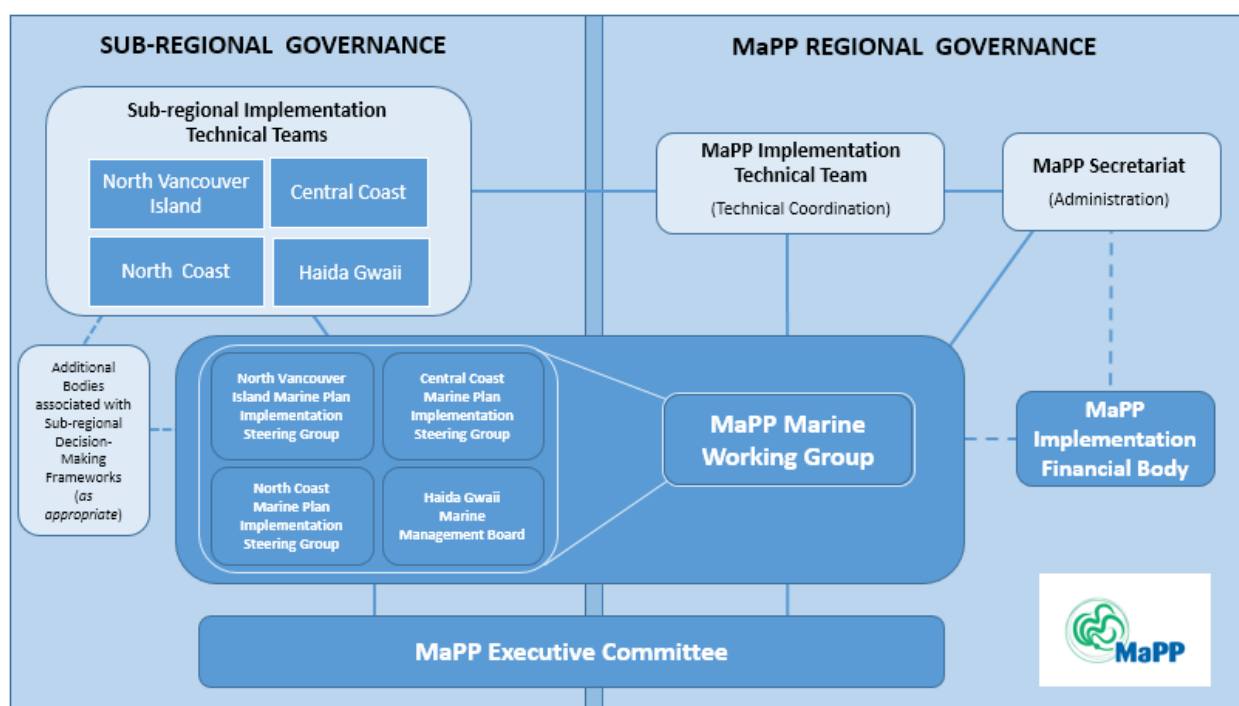 SUB-REGIONAL GOVERNANCE
MaPP REGIONAL GOVERNANCE
Sub-regional Implementation
Technical Teams
North Vancouver
Island
Central Coast
North Coast
Haida Gwaii
MaPP Implementation
Technical Team
(Technical Coordination)
MaPP Secretariat
(Administration)
Additional
Bodies
associated with
Sub-regional
Decision-
Making
Frameworks
(as
appropriate)
North Vancouver
Island Marine Plan
Implementation
Steering Group
Central Coast
Marine Plan
Implementation
Steering Group
North Coast
Marine Plan
Implementation
Steering Group
Haida Gwaii
Marine
Management Board
MaPP Marine
Working Group
MaPP
Implementation
Financial Body
MaPP Executive Committee
MaPP